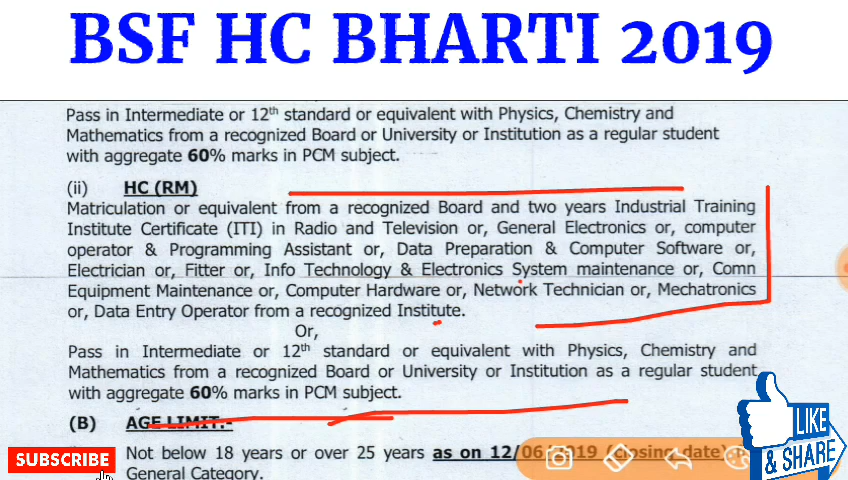 BSF HC BHARTI 2019
Pass in Intermediate or 12th standard or equivalent with Physics, Chemistry and
Mathematics from a recognized Board or University or Institution as a regular student
with aggregate 60% marks in PCM subject.
(ii) HC (RM)
Matriculation or equivalent from a recognized Board and two years Industrial Training
Institute Certificate (ITI) in Radio and Television or, General Electronics or, computer
operator & Programming Assistant or, Data Preparation & Computer Software or,
Electrician or, Fitter or, Info Technology & Electronics System maintenance or, Comn
Equipment Maintenance or, Computer Hardware or, Network Technician or, Mechatronics
or, Data Entry Operator from a recognized Institute.
Or,
Pass in Intermediate or 12th standard or equivalent with Physics, Chemistry and
Mathematics from a recognized Board or University or Institution as a regular student
with aggregate 60% marks in PCM subject.
(B) AGE LIMIT:-
Not below 18 years or over 25 years as on 12/06/2019 (closing date)
General Category.
SUBSCRIBE
LIKE
& SHARE